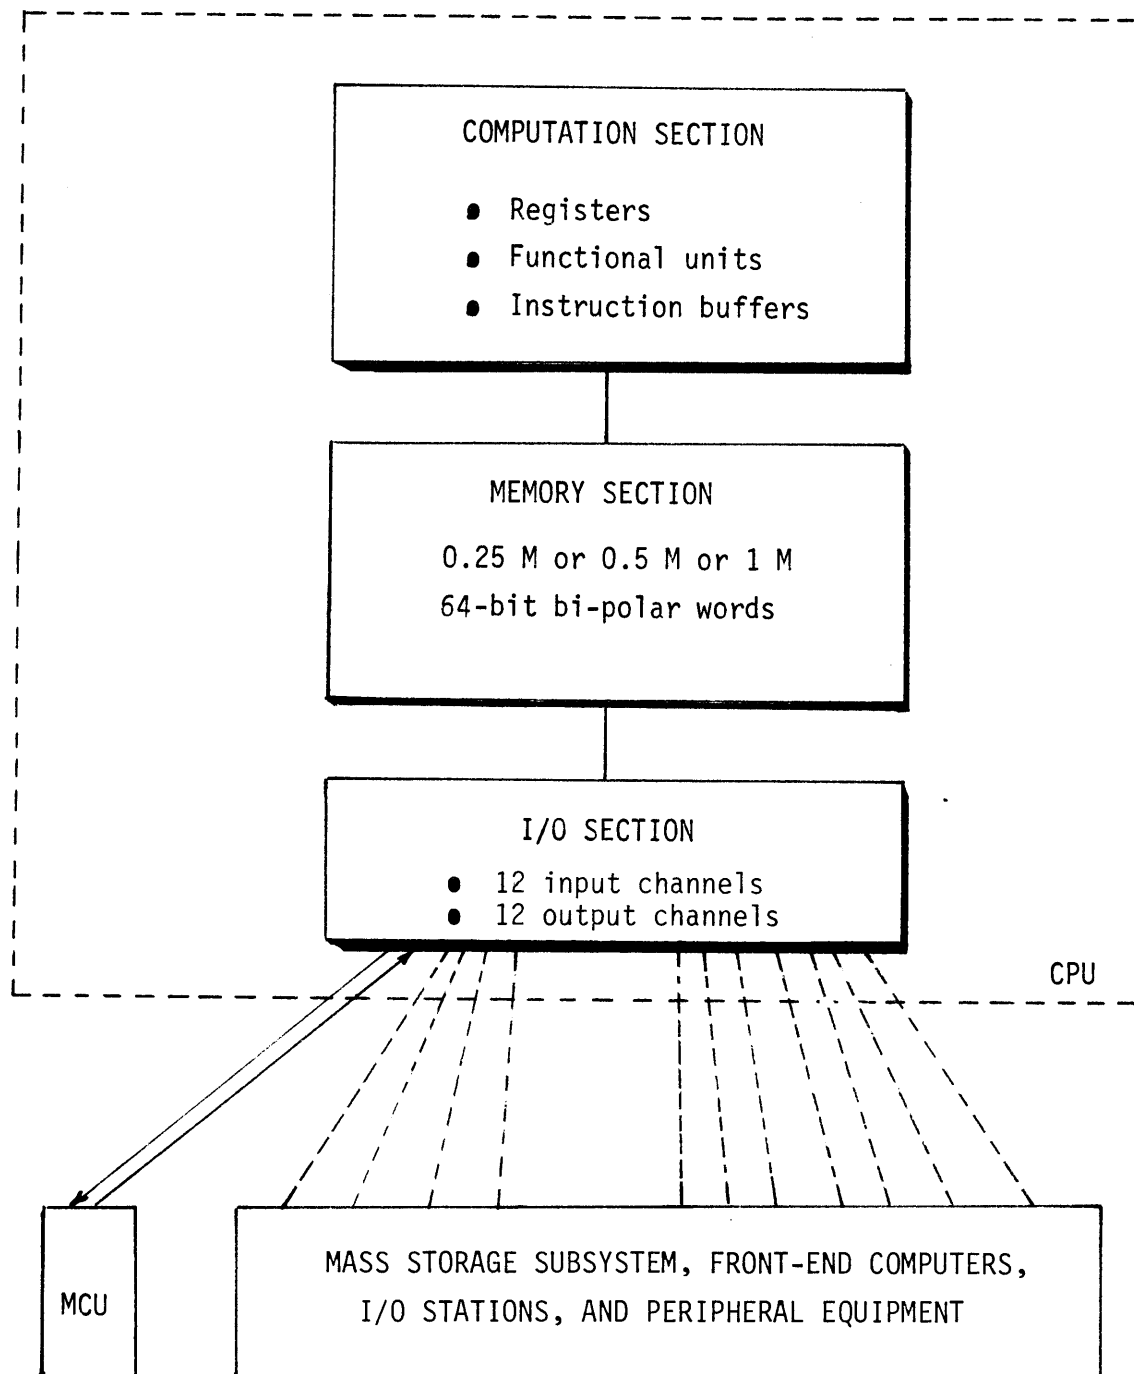 COMPUTATION SECTION
● Registers
● Functional units
● Instruction buffers
MEMORY SECTION
0.25 M or 0.5 M or 1 M
64-bit bi-polar words
I/O SECTION
● 12 input channels
● 12 output channels
CPU
MCU
MASS STORAGE SUBSYSTEM, FRONT-END COMPUTERS,
I/O STATIONS, AND PERIPHERAL EQUIPMENT